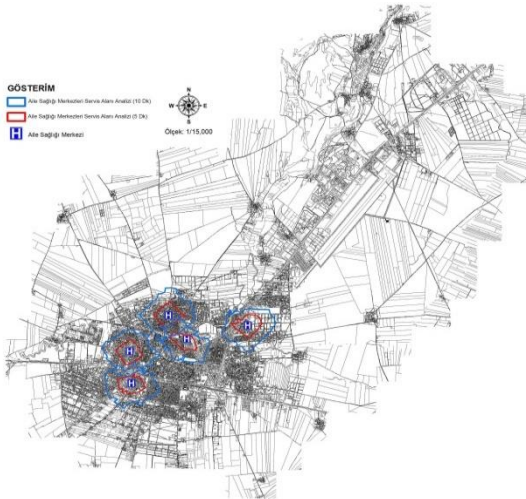 GÖSTERİM
Aile Sağlığı Merkezleri Servis Alanı Analizi (10 Dk)
Aile Sağlığı Merkezleri Servis Alanı Analizi (5 Dk)
H Aile Sağlığı Merkezi
N
W E
S
Ölçek: 1/15,000
H
H
H
H
H